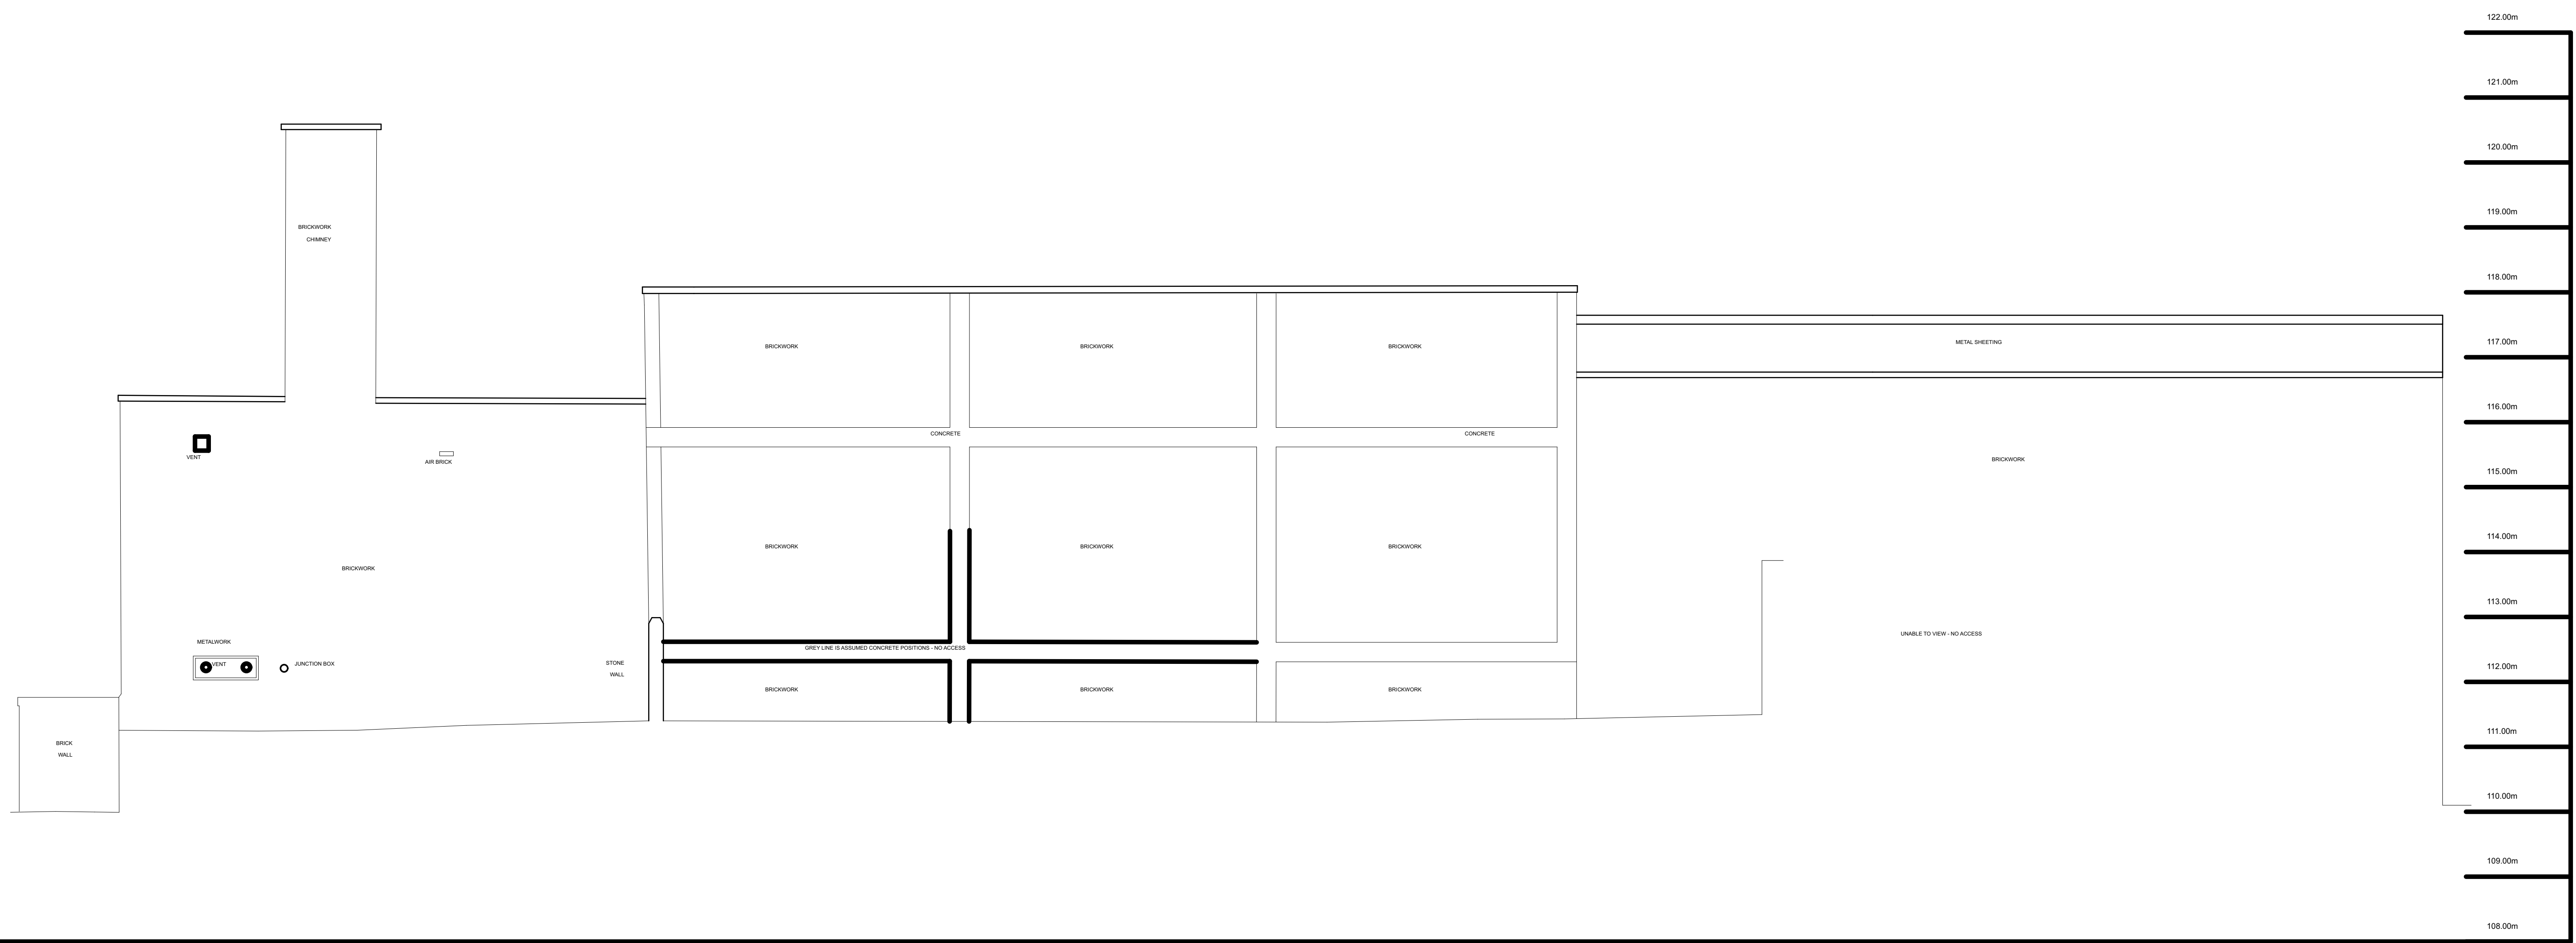 122.00m
121.00m
120.00m
119.00m
BRICKWORK
CHIMNEY
118.00m
117.00m
METAL SHEETING
BRICKWORK
BRICKWORK
BRICKWORK
116.00m
CONCRETE
CONCRETE
VENT
AIR BRICK
BRICKWORK
115.00m
114.00m
BRICKWORK
BRICKWORK
BRICKWORK
BRICKWORK
113.00m
UNABLE TO VIEW - NO ACCESS
METALWORK
GREY LINE IS ASSUMED CONCRETE POSITIONS - NO ACCESS
VENT
JUNCTION BOX
STONE
WALL
112.00m
BRICKWORK
BRICKWORK
BRICKWORK
111.00m
BRICK
WALL
110.00m
109.00m
108.00m